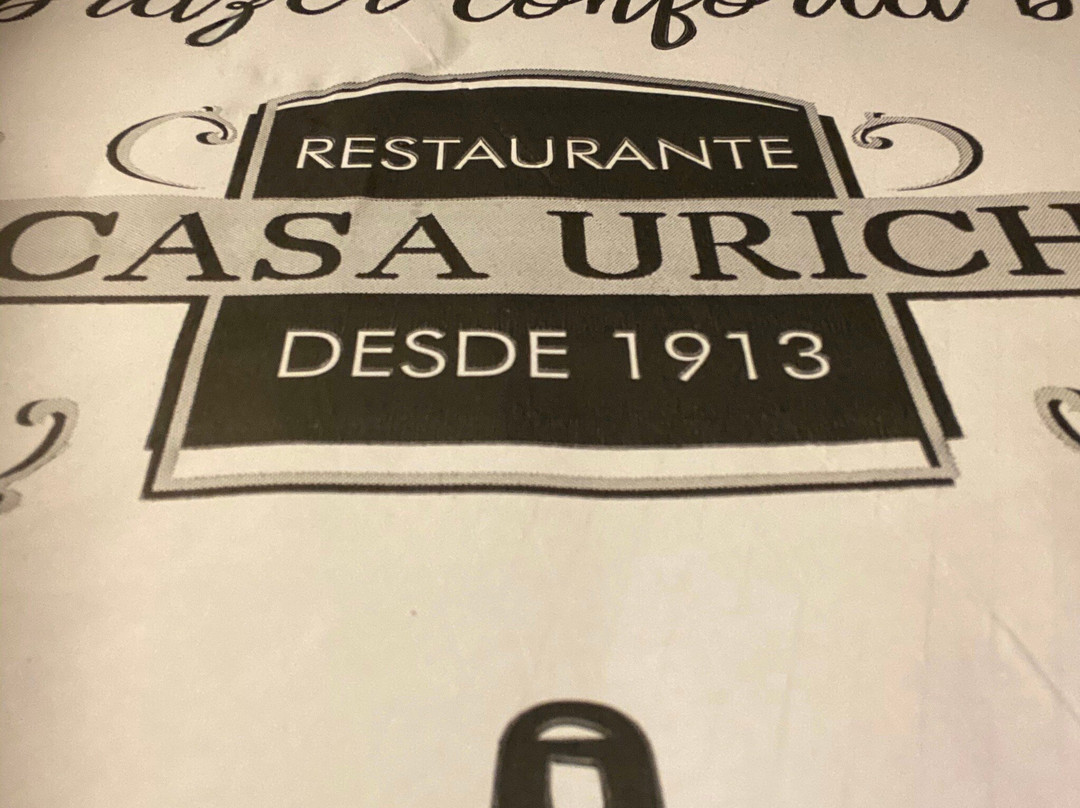 RESTAURANTE
CASA URICH
DESDE 1913